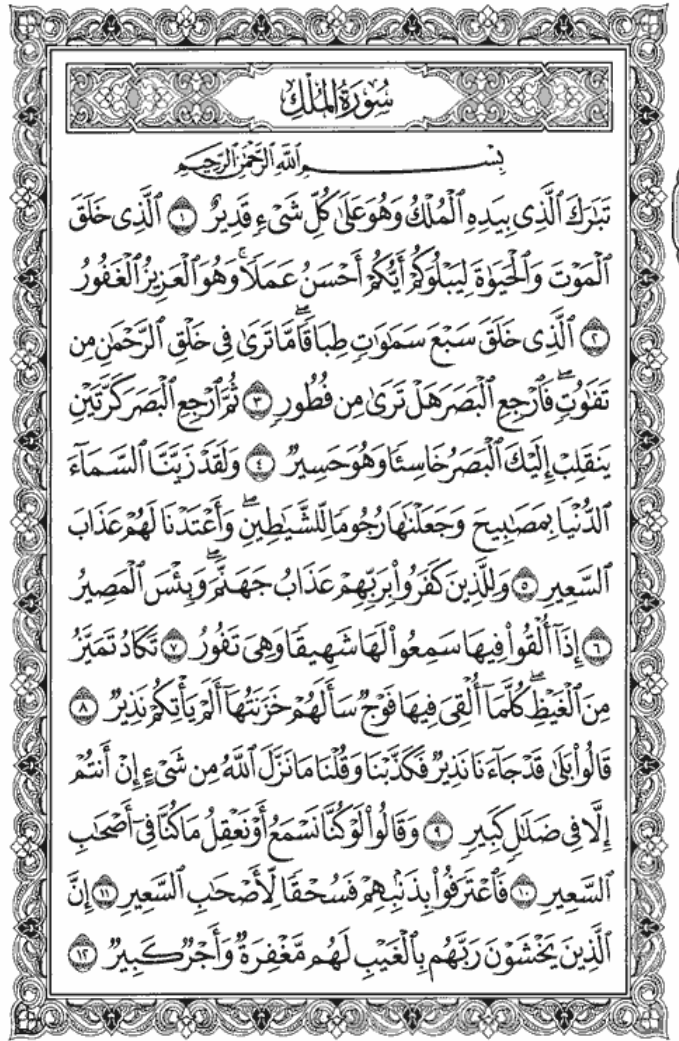 سُورَةُ المُلْكِ
بِسْمِ ٱللَّهِ ٱلرَّحْمَٰنِ ٱلرَّحِيمِ
تَبَٰرَكَ ٱلَّذِى بِيَدِهِ ٱلْمُلْكُ وَهُوَ عَلَىٰ كُلِّ شَىْءٍ قَدِيرٌ ١ ٱلَّذِى خَلَقَ
ٱلْمَوْتَ وَٱلْحَيَوٰةَ لِيَبْلُوَكُمْ أَيُّكُمْ أَحْسَنُ عَمَلًا ۚ وَهُوَ ٱلْعَزِيزُ ٱلْغَفُورُ
٢ ٱلَّذِى خَلَقَ سَبْعَ سَمَٰوَٰتٍ طِبَاقًا ۖ مَّا تَرَىٰ فِى خَلْقِ ٱلرَّحْمَٰنِ مِن
تَفَٰوُتٍ ۖ فَٱرْجِعِ ٱلْبَصَرَ هَلْ تَرَىٰ مِن فُطُورٍ ٣ ثُمَّ ٱرْجِعِ ٱلْبَصَرَ كَرَّتَيْنِ
يَنقَلِبْ إِلَيْكَ ٱلْبَصَرُ خَاسِئًا وَهُوَ حَسِيرٌ ٤ وَلَقَدْ زَيَّنَّا ٱلسَّمَآءَ
ٱلدُّنْيَا بِمَصَٰبِيحَ وَجَعَلْنَٰهَا رُجُومًا لِّلشَّيَٰطِينِ ۖ وَأَعْتَدْنَا لَهُمْ عَذَابَ
ٱلسَّعِيرِ ٥ وَلِلَّذِينَ كَفَرُوا۟ بِرَبِّهِمْ عَذَابُ جَهَنَّمَ ۖ وَبِئْسَ ٱلْمَصِيرُ
٦ إِذَآ أُلْقُوا۟ فِيهَا سَمِعُوا۟ لَهَا شَهِيقًا وَهِىَ تَفُورُ ٧ تَكَادُ تَمَيَّزُ
مِنَ ٱلْغَيْظِ ۖ كُلَّمَآ أُلْقِىَ فِيهَا فَوْجٌ سَأَلَهُمْ خَزَنَتُهَآ أَلَمْ يَأْتِكُمْ نَذِيرٌ ٨
قَالُوا۟ بَلَىٰ قَدْ جَآءَنَا نَذِيرٌ فَكَذَّبْنَا وَقُلْنَا مَا نَزَّلَ ٱللَّهُ مِن شَىْءٍ إِنْ أَنتُمْ
إِلَّا فِى ضَلَٰلٍ كَبِيرٍ ٩ وَقَالُوا۟ لَوْ كُنَّا نَسْمَعُ أَوْ نَعْقِلُ مَا كُنَّا فِىٓ أَصْحَٰبِ
ٱلسَّعِيرِ ١٠ فَٱعْتَرَفُوا۟ بِذَنۢبِهِمْ فَسُحْقًا لِّأَصْحَٰبِ ٱلسَّعِيرِ ١١ إِنَّ
ٱلَّذِينَ يَخْشَوْنَ رَبَّهُم بِٱلْغَيْبِ لَهُم مَّغْفِرَةٌ وَأَجْرٌ كَبِيرٌ ١٢